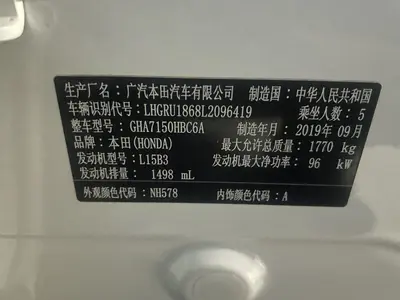 生产厂名：广汽本田汽车有限公司 制造国：中华人民共和国
车辆识别代号：LHGRU1868L2096419 乘坐人数：5
整车型号：GHA7150HBC6A 制造年月：2019年09月
品牌：本田(HONDA) 最大允许总质量：1770 kg
发动机型号：L15B3 发动机最大净功率：96 kW
发动机排量：1498 mL
外观颜色代码：NH578 内饰颜色代码：A